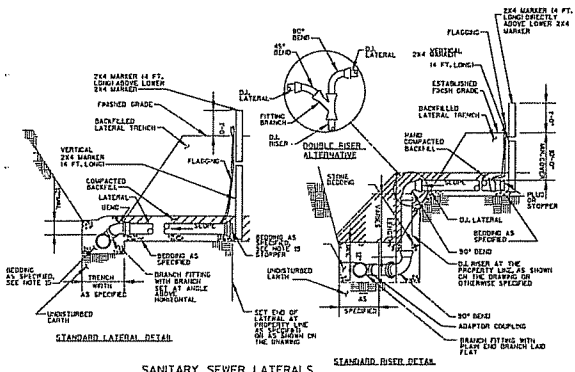 2X4 MARKER (4 FT.
LONG) ABOVE LOWER
2X4 MARKER
FINISHED GRADE
BACKFILLED
LATERAL TRENCH
VERTICAL
2X4 MARKER
(4 FT. LONG)
FLAGGING
COMPACTED
BACKFILL
LATERAL
BEND
SLOPE
BEDDING AS
SPECIFIED,
SEE NOTE 15
STOPPER
BEDDING AS
SPECIFIED,
SEE NOTE 15
TRENCH
WIDTH
AS SPECIFIED
BEDDING AS
SPECIFIED
BRANCH FITTING
WITH BRANCH
SET AT ANGLE
ABOVE
HORIZONTAL
UNDISTURBED
EARTH
SET END OF
LATERAL AT
PROPERTY LINE
AS SPECIFIED
OR AS SHOWN ON
THE DRAWING
STANDARD LATERAL DETAIL
90°
BEND
45°
BEND
D.I.
LATERAL
D.I.
LATERAL
FITTING
BRANCH
D.I.
RISER
DOUBLE RISER
ALTERNATIVE
2X4 MARKER (4 FT.
LONG) DIRECTLY
ABOVE LOWER 2X4
MARKER
FLAGGING
VERTICAL
2X4 MARKER
(4 FT. LONG)
ESTABLISHED
FINISH GRADE
BACKFILLED
LATERAL TRENCH
HAND
COMPACTED
BACKFILL
STONE
BEDDING
SLOPE
PLUG
OR
STOPPER
D.I. LATERAL
BEDDING AS
SPECIFIED
90° BEND
D.I. RISER AT THE
PROPERTY LINE, AS SHOWN
ON THE DRAWING OR
OTHERWISE SPECIFIED
UNDISTURBED
EARTH
AS
SPECIFIED
90° BEND
ADAPTOR COUPLING
BRANCH FITTING WITH
PLAIN END BRANCH LAID
FLAT
STANDARD RISER DETAIL
SANITARY SEWER LATERALS